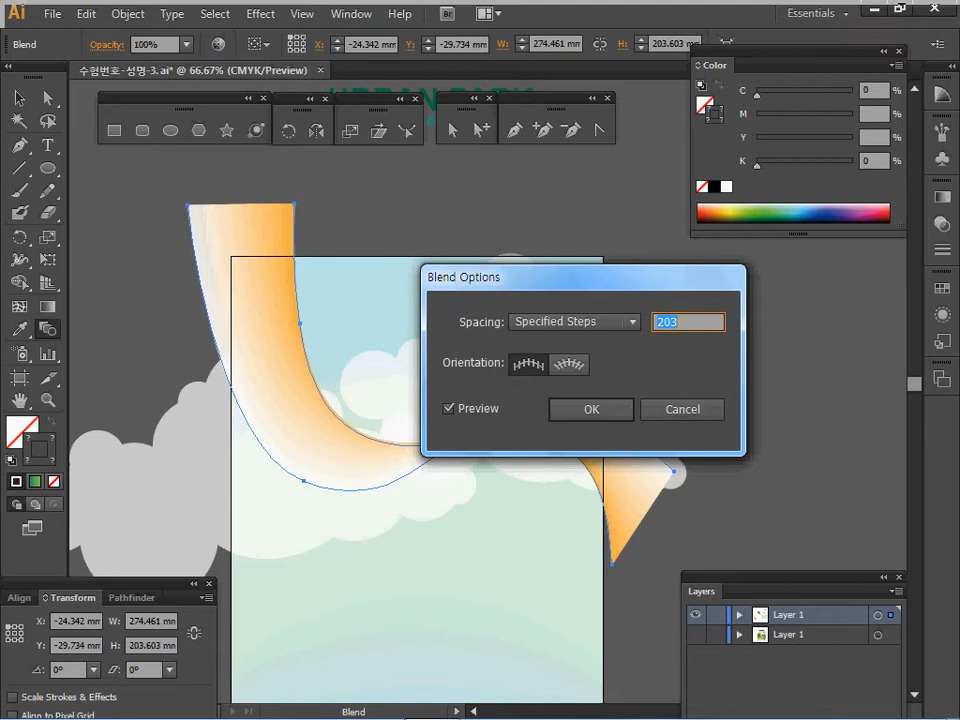 Ai File Edit Object Type Select Effect View Window Help Br Essentials
Blend Opacity: 100% X: -24.342 mm Y: -29.734 mm W: 274.461 mm H: 203.603 mm
수험번호-성명-3.ai* @ 66.67% (CMYK/Preview)
URBAN PARK
Color
C 0 %
M %
Y %
K 0 %
Blend Options
Spacing: Specified Steps 203
Orientation:
Preview OK Cancel
Align Transform Pathfinder
X: -24.342 mm W: 274.461 mm
Y: -29.734 mm H: 203.603 mm
0° 0°
Scale Strokes & Effects
Align to Pixel Grid
Layers
Layer 1
Layer 1
Blend